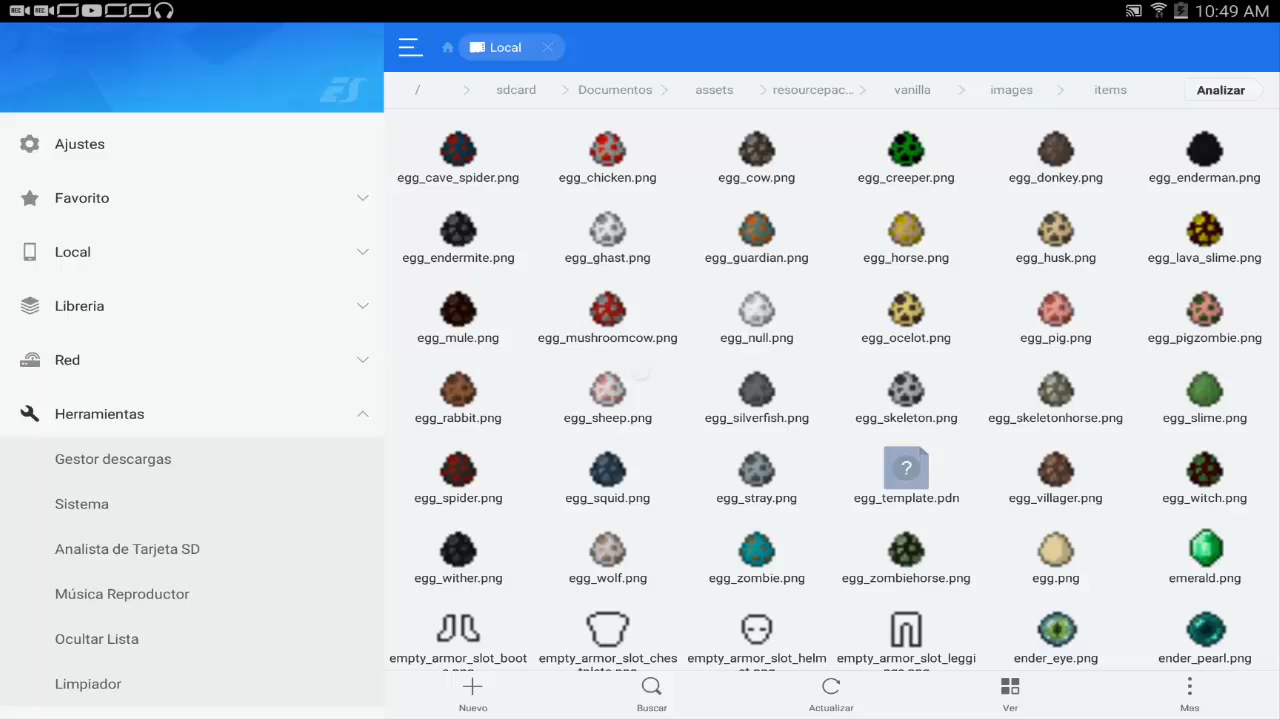 REC REC 10:49 AM
ES
Ajustes
Favorito
Local
Libreria
Red
Herramientas
Gestor descargas
Sistema
Analista de Tarjeta SD
Música Reproductor
Ocultar Lista
Limpiador
Local
/ sdcard Documentos assets resourcepac... vanilla images items Analizar
egg_cave_spider.png egg_chicken.png egg_cow.png egg_creeper.png egg_donkey.png egg_enderman.png
egg_endermite.png egg_ghast.png egg_guardian.png egg_horse.png egg_husk.png egg_lava_slime.png
egg_mule.png egg_mushroomcow.png egg_null.png egg_ocelot.png egg_pig.png egg_pigzombie.png
egg_rabbit.png egg_sheep.png egg_silverfish.png egg_skeleton.png egg_skeletonhorse.png egg_slime.png
?
egg_spider.png egg_squid.png egg_stray.png egg_template.pdn egg_villager.png egg_witch.png
egg_wither.png egg_wolf.png egg_zombie.png egg_zombiehorse.png egg.png emerald.png
empty_armor_slot_boot empty_armor_slot_ches empty_armor_slot_helm empty_armor_slot_leggi ender_eye.png ender_pearl.png
Nuevo Buscar Actualizar Ver Mas